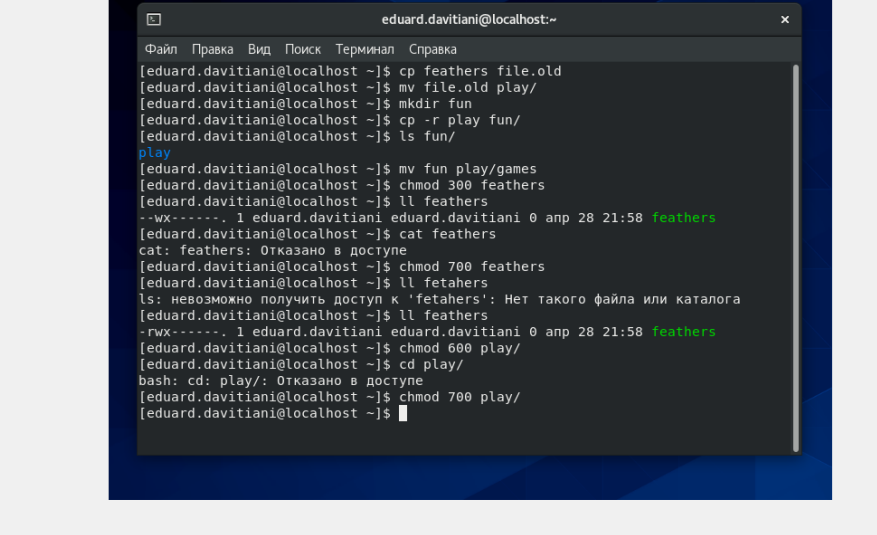 eduard.davitiani@localhost:~
Файл Правка Вид Поиск Терминал Справка
[eduard.davitiani@localhost ~]$ cp feathers file.old
[eduard.davitiani@localhost ~]$ mv file.old play/
[eduard.davitiani@localhost ~]$ mkdir fun
[eduard.davitiani@localhost ~]$ cp -r play fun/
[eduard.davitiani@localhost ~]$ ls fun/
play
[eduard.davitiani@localhost ~]$ mv fun play/games
[eduard.davitiani@localhost ~]$ chmod 300 feathers
[eduard.davitiani@localhost ~]$ ll feathers
--wx------. 1 eduard.davitiani eduard.davitiani 0 апр 28 21:58 feathers
[eduard.davitiani@localhost ~]$ cat feathers
cat: feathers: Отказано в доступе
[eduard.davitiani@localhost ~]$ chmod 700 feathers
[eduard.davitiani@localhost ~]$ ll fetahers
ls: невозможно получить доступ к 'fetahers': Нет такого файла или каталога
[eduard.davitiani@localhost ~]$ ll feathers
-rwx------. 1 eduard.davitiani eduard.davitiani 0 апр 28 21:58 feathers
[eduard.davitiani@localhost ~]$ chmod 600 play/
[eduard.davitiani@localhost ~]$ cd play/
bash: cd: play/: Отказано в доступе
[eduard.davitiani@localhost ~]$ chmod 700 play/
[eduard.davitiani@localhost ~]$